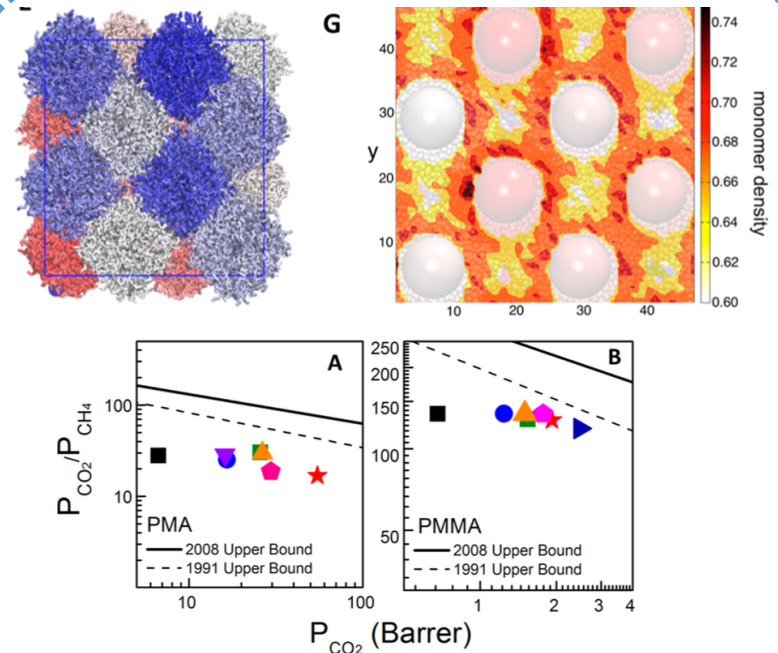 G
40
30
20
10
y
10 20 30 40
0.74
0.72
0.70
0.68
0.66
0.64
0.62
0.60
monomer density
A
100
10
P_CO2/P_CH4
PMA
2008 Upper Bound
1991 Upper Bound
10 100
B
250
200
150
100
50
PMMA
2008 Upper Bound
1991 Upper Bound
1 2 3 4
P_CO2 (Barrer)